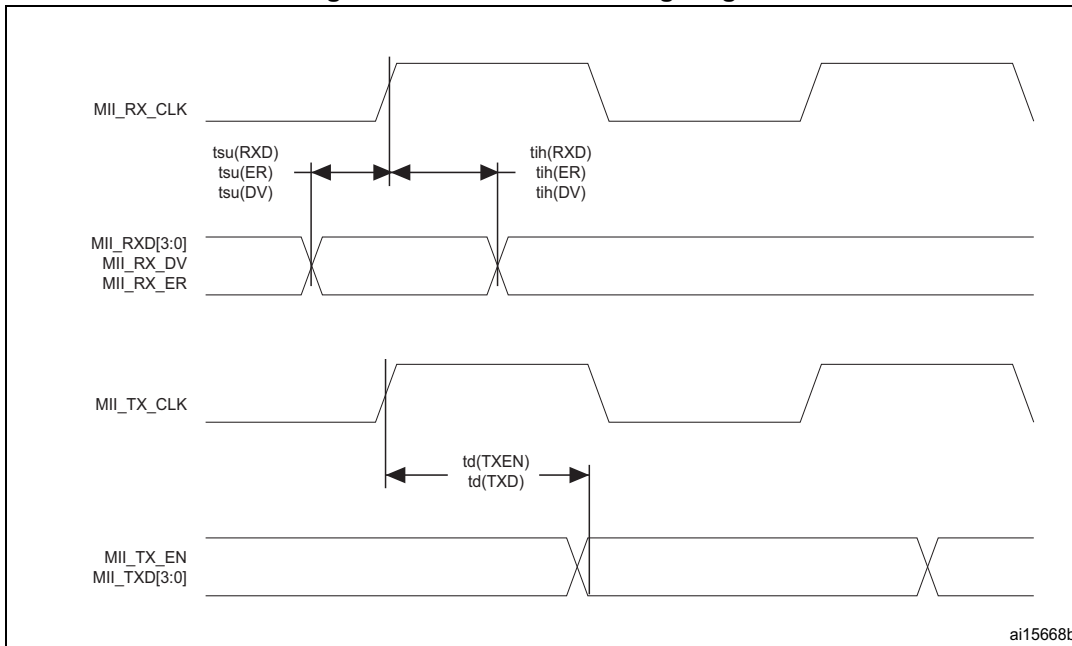 MII_RX_CLK
tsu(RXD)
tsu(ER)
tsu(DV)
tih(RXD)
tih(ER)
tih(DV)
MII_RXD[3:0]
MII_RX_DV
MII_RX_ER
MII_TX_CLK
td(TXEN)
td(TXD)
MII_TX_EN
MII_TXD[3:0]
ai15668b